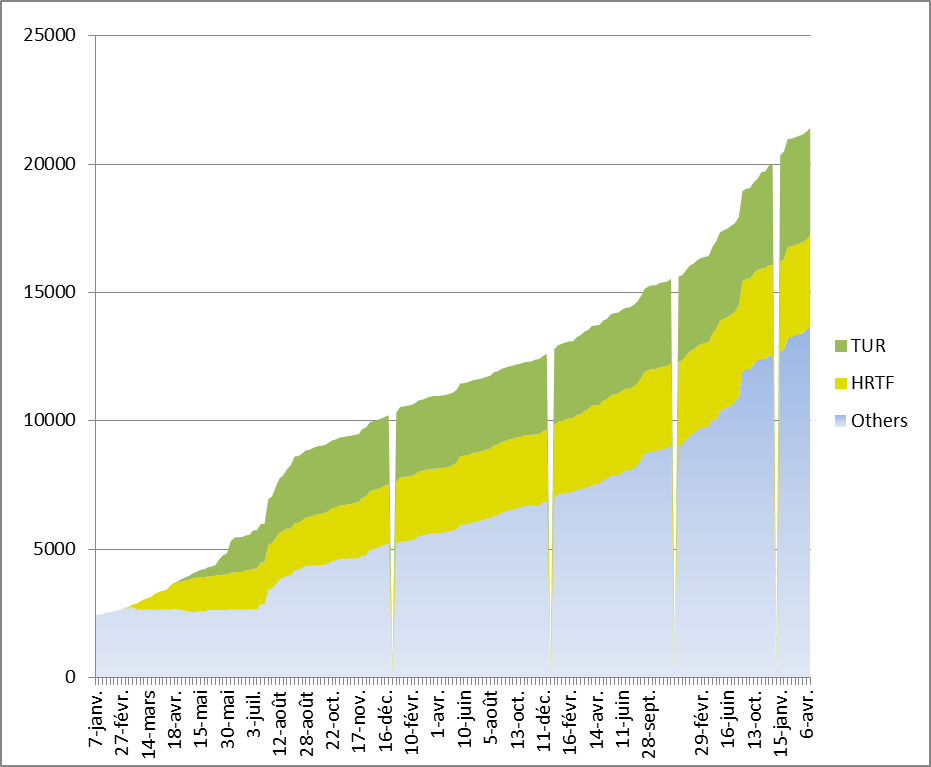 25000
20000
15000
10000
5000
0
TUR
HRTF
Others
7-janv.
27-févr.
14-mars
18-avr.
15-mai
30-mai
3-juil.
12-août
28-août
22-oct.
17-nov.
16-déc.
10-févr.
1-avr.
10-juin
5-août
13-oct.
11-déc.
16-févr.
14-avr.
11-juin
28-sept.
29-févr.
16-juin
13-oct.
15-janv.
6-avr.